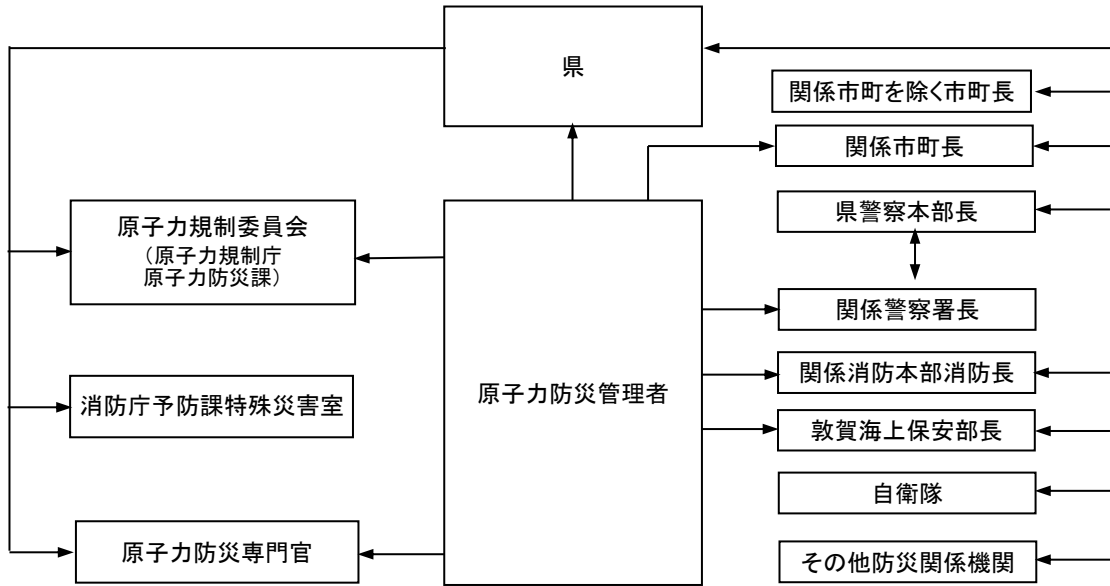 県
関係市町を除く市町長
関係市町長
県警察本部長
関係警察署長
関係消防本部消防長
敦賀海上保安部長
自衛隊
その他防災関係機関
原子力防災管理者
原子力規制委員会
（原子力規制庁
原子力防災課）
消防庁予防課特殊災害室
原子力防災専門官